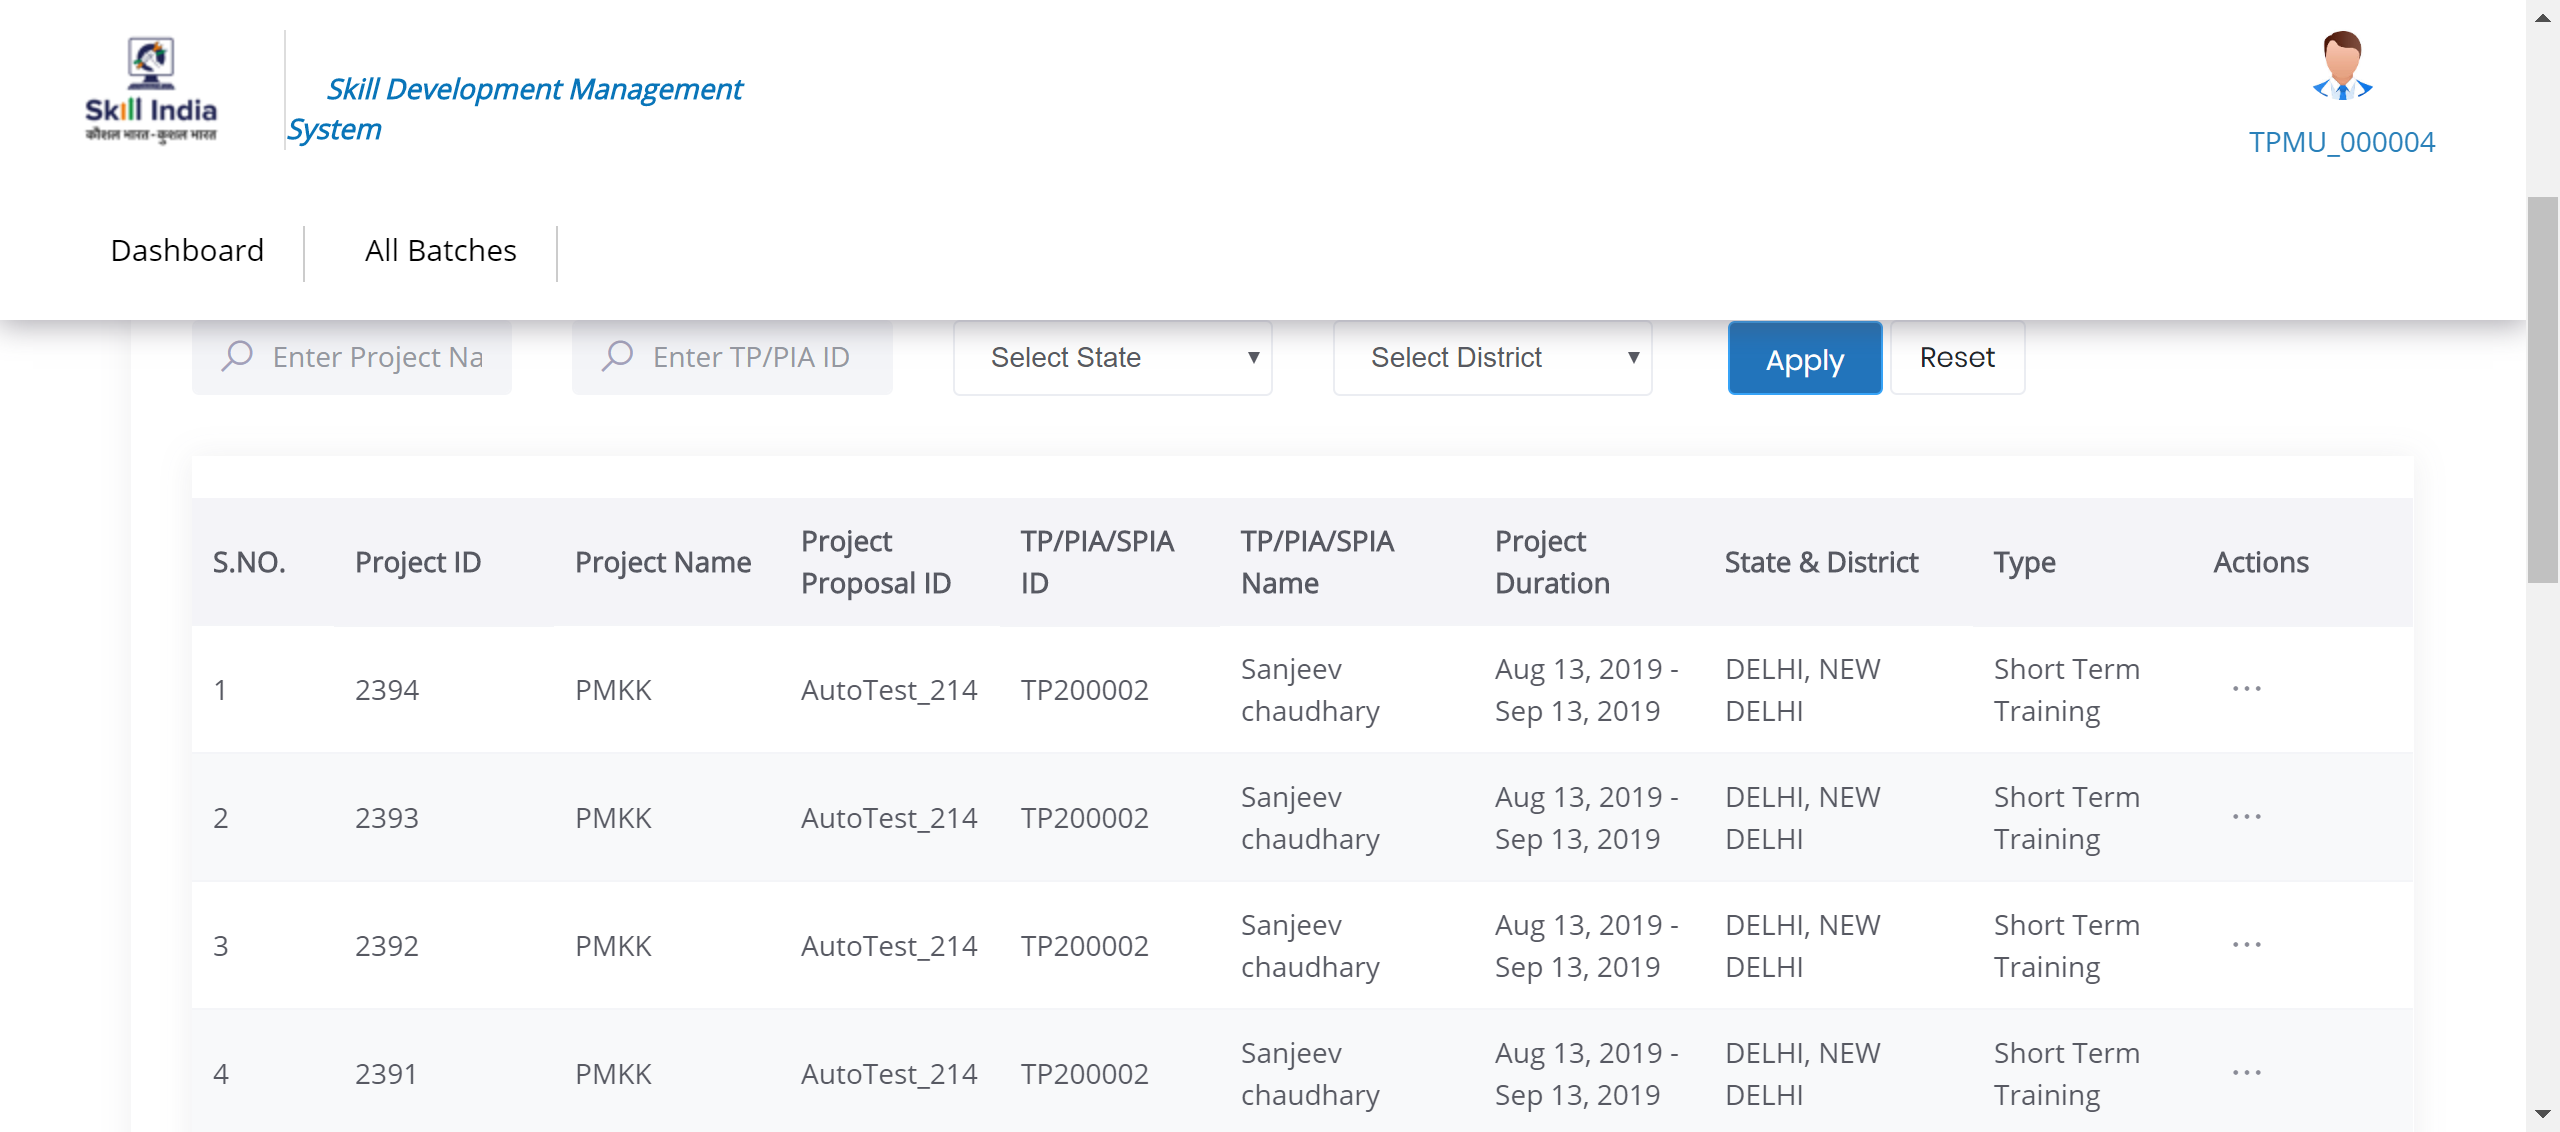 Skill India
कौशल भारत - कुशल भारत
Skill Development Management
System
TPMU_000004
Dashboard
All Batches
Enter Project Na
Enter TP/PIA ID
Select State
Select District
Apply
Reset
S.NO.
Project ID
Project Name
Project
Proposal ID
TP/PIA/SPIA
ID
TP/PIA/SPIA
Name
Project
Duration
State & District
Type
Actions
1
2394
PMKK
AutoTest_214
TP200002
Sanjeev
chaudhary
Aug 13, 2019 -
Sep 13, 2019
DELHI, NEW
DELHI
Short Term
Training
...
2
2393
PMKK
AutoTest_214
TP200002
Sanjeev
chaudhary
Aug 13, 2019 -
Sep 13, 2019
DELHI, NEW
DELHI
Short Term
Training
...
3
2392
PMKK
AutoTest_214
TP200002
Sanjeev
chaudhary
Aug 13, 2019 -
Sep 13, 2019
DELHI, NEW
DELHI
Short Term
Training
...
4
2391
PMKK
AutoTest_214
TP200002
Sanjeev
chaudhary
Aug 13, 2019 -
Sep 13, 2019
DELHI, NEW
DELHI
Short Term
Training
...